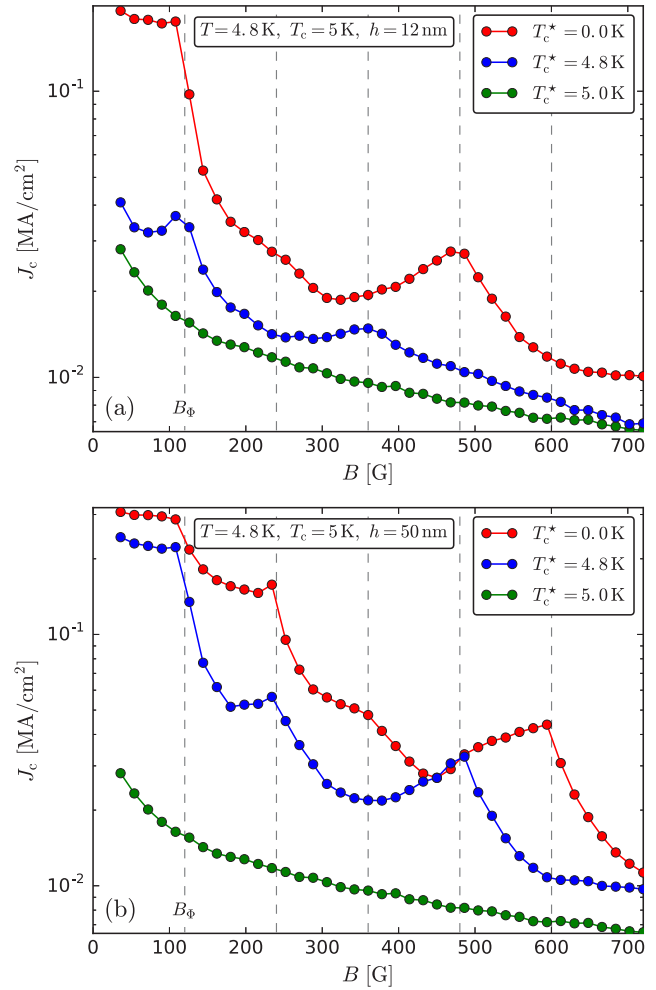 T = 4.8 K, T_c = 5 K, h = 12 nm
T_c^⋆ = 0.0 K
T_c^⋆ = 4.8 K
T_c^⋆ = 5.0 K
10^{-1}
10^{-2}
J_c [MA/cm^2]
(a)
B_Φ
0 100 200 300 400 500 600 700
B [G]
T = 4.8 K, T_c = 5 K, h = 50 nm
T_c^⋆ = 0.0 K
T_c^⋆ = 4.8 K
T_c^⋆ = 5.0 K
10^{-1}
10^{-2}
J_c [MA/cm^2]
(b)
B_Φ
0 100 200 300 400 500 600 700
B [G]